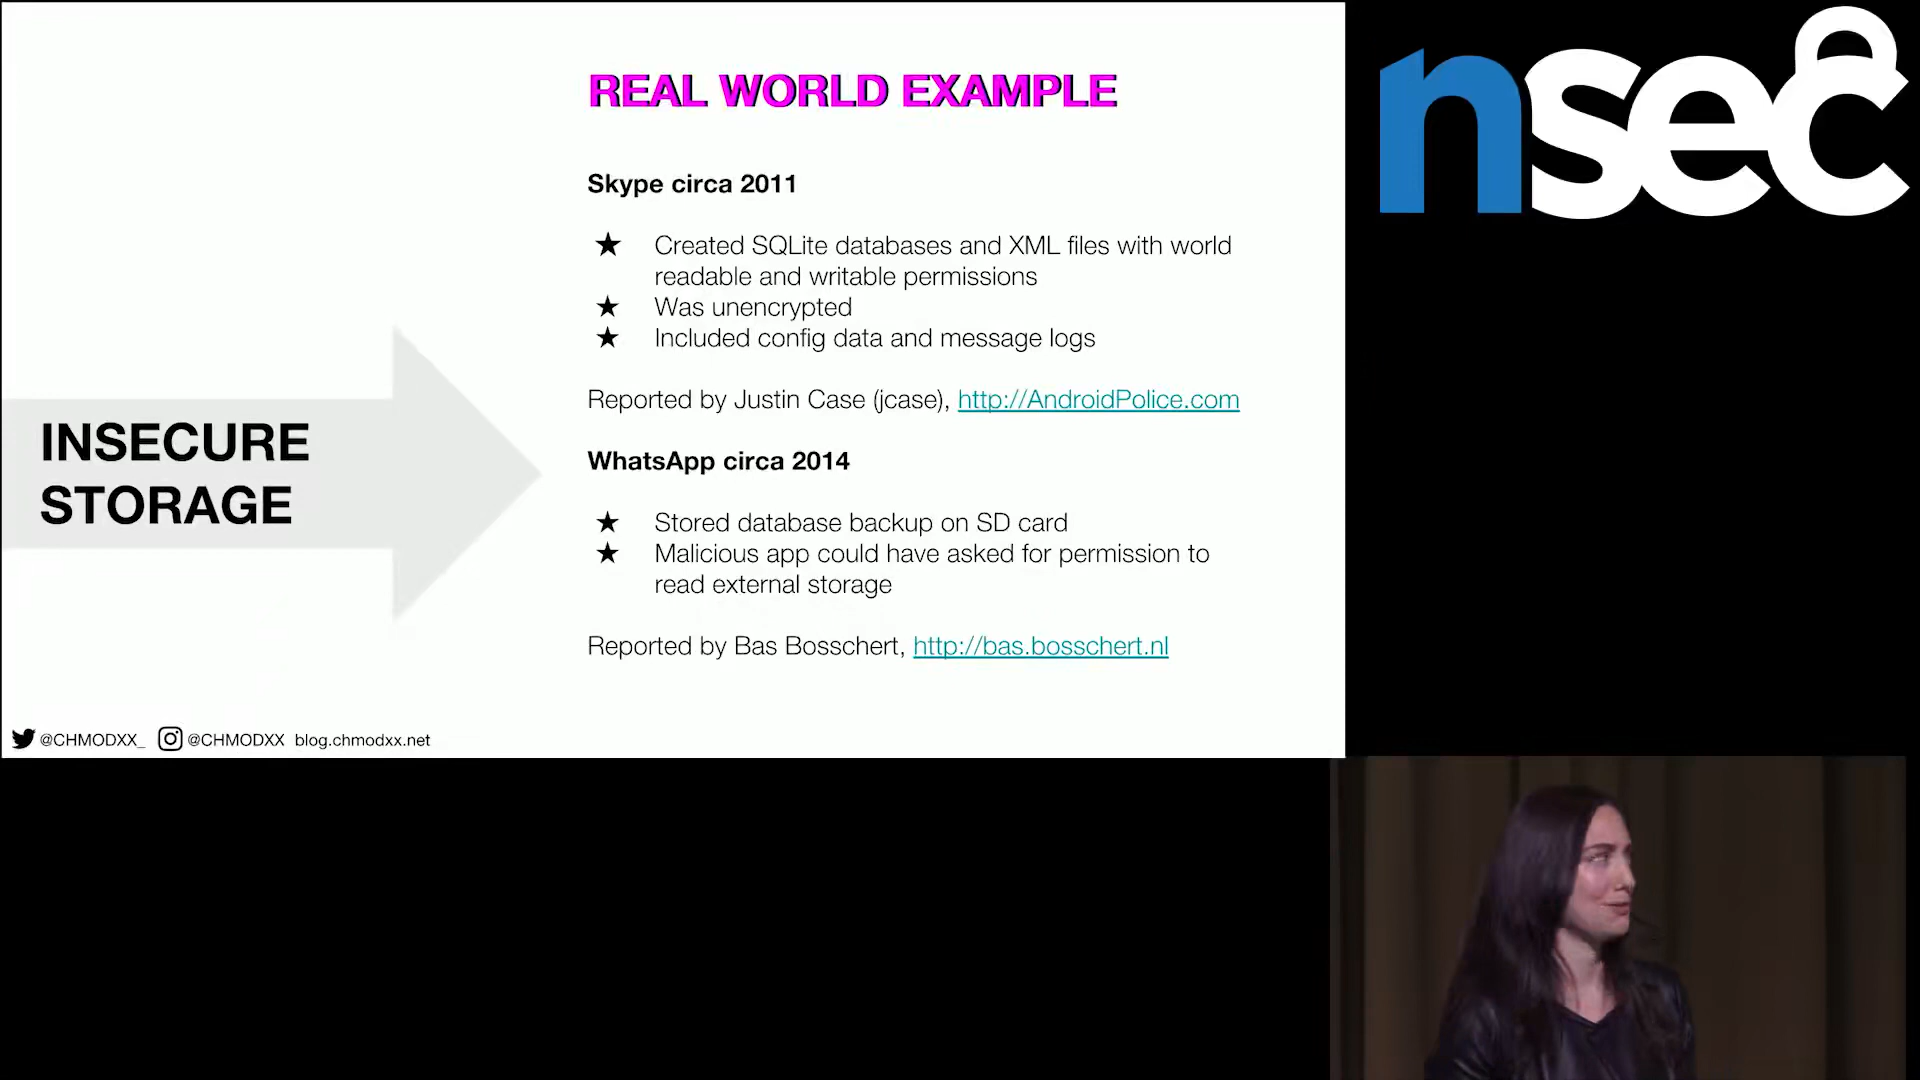 REAL WORLD EXAMPLE
Skype circa 2011
★ Created SQLite databases and XML files with world
readable and writable permissions
★ Was unencrypted
★ Included config data and message logs
Reported by Justin Case (jcase), http://AndroidPolice.com
WhatsApp circa 2014
★ Stored database backup on SD card
★ Malicious app could have asked for permission to
read external storage
Reported by Bas Bosschert, http://bas.bosschert.nl
INSECURE
STORAGE
@CHMODXX_ @CHMODXX blog.chmodxx.net
nsec